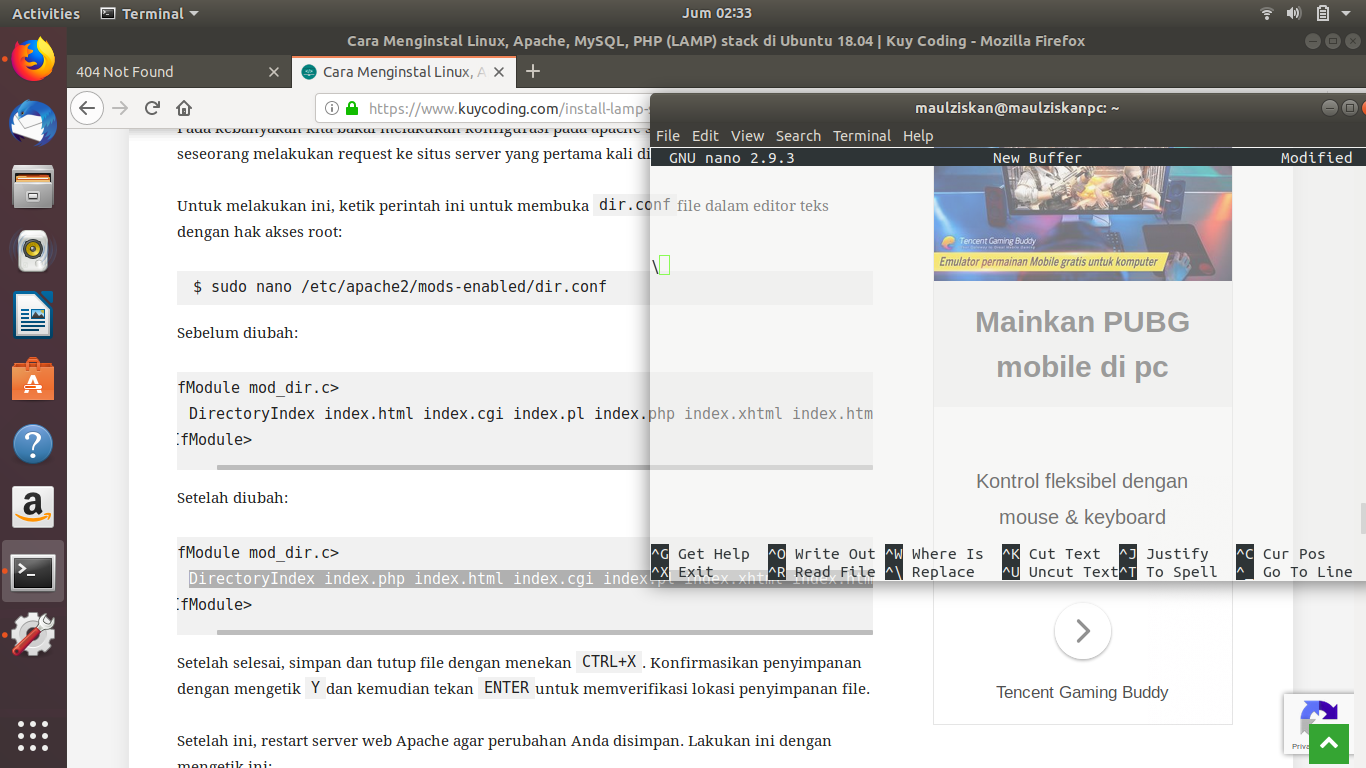 Activities
Terminal
Jum 02:33
Cara Menginstal Linux, Apache, MySQL, PHP (LAMP) stack di Ubuntu 18.04 | Kuy Coding - Mozilla Firefox
404 Not Found
Cara Menginstal Linux, A
https://www.kuycoding.com/install-lamp-
seseorang melakukan request ke situs server yang pertama kali di
Untuk melakukan ini, ketik perintah ini untuk membuka dir.conf file dalam editor teks
dengan hak akses root:
$ sudo nano /etc/apache2/mods-enabled/dir.conf
Sebelum diubah:
fModule mod_dir.c>
DirectoryIndex index.html index.cgi index.pl index.php index.xhtml index.htm
IfModule>
Setelah diubah:
fModule mod_dir.c>
DirectoryIndex index.php index.html index.cgi index.pl index.xhtml index.htm
IfModule>
Setelah selesai, simpan dan tutup file dengan menekan CTRL+X . Konfirmasikan penyimpanan
dengan mengetik Y dan kemudian tekan ENTER untuk memverifikasi lokasi penyimpanan file.
Setelah ini, restart server web Apache agar perubahan Anda disimpan. Lakukan ini dengan
mengetik ini:
maulziskan@maulziskanpc: ~
File Edit View Search Terminal Help
GNU nano 2.9.3 New Buffer Modified
\
^G Get Help ^O Write Out ^W Where Is ^K Cut Text ^J Justify ^C Cur Pos
^X Exit ^R Read File ^\ Replace ^U Uncut Text ^T To Spell ^_ Go To Line
Tencent Gaming Buddy
Emulator permainan Mobile gratis untuk komputer
Mainkan PUBG
mobile di pc
Kontrol fleksibel dengan
mouse & keyboard
Tencent Gaming Buddy